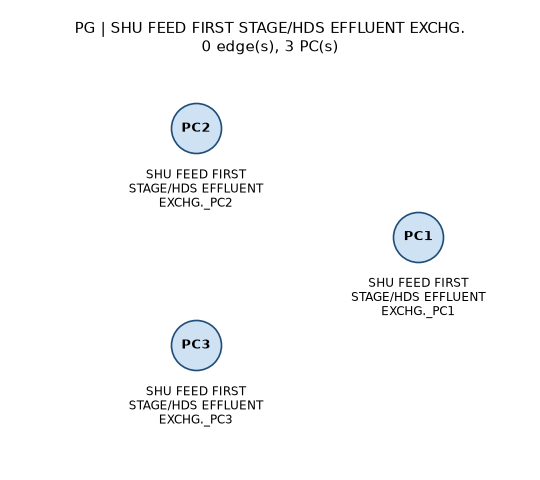 PG | SHU FEED FIRST STAGE/HDS EFFLUENT EXCHG.
0 edge(s), 3 PC(s)
PC2
SHU FEED FIRST
STAGE/HDS EFFLUENT
EXCHG._PC2
PC1
SHU FEED FIRST
STAGE/HDS EFFLUENT
EXCHG._PC1
PC3
SHU FEED FIRST
STAGE/HDS EFFLUENT
EXCHG._PC3